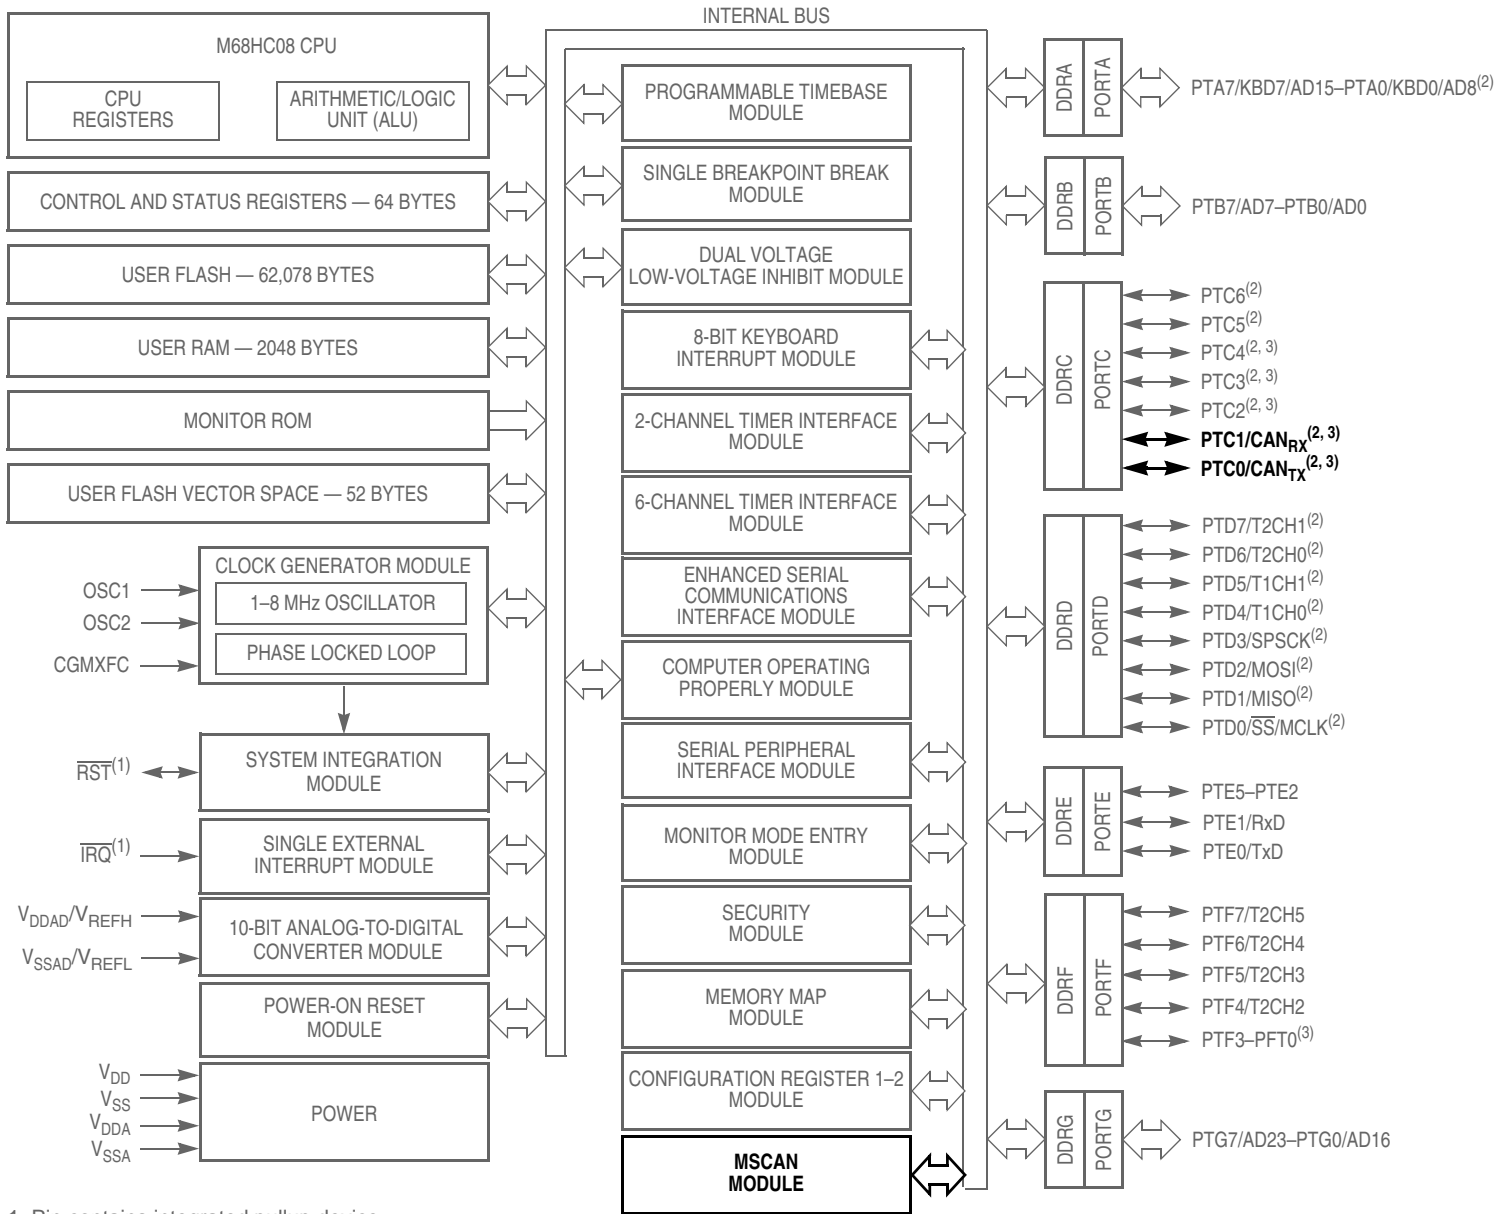 INTERNAL BUS
M68HC08 CPU
CPU
REGISTERS
ARITHMETIC/LOGIC
UNIT (ALU)
CONTROL AND STATUS REGISTERS — 64 BYTES
USER FLASH — 62,078 BYTES
USER RAM — 2048 BYTES
MONITOR ROM
USER FLASH VECTOR SPACE — 52 BYTES
OSC1
OSC2
CGMXFC
CLOCK GENERATOR MODULE
1–8 MHz OSCILLATOR
PHASE LOCKED LOOP
RST(1)
SYSTEM INTEGRATION
MODULE
IRQ(1)
SINGLE EXTERNAL
INTERRUPT MODULE
VDDAD/VREFH
VSSAD/VREFL
10-BIT ANALOG-TO-DIGITAL
CONVERTER MODULE
POWER-ON RESET
MODULE
VDD
VSS
VDDA
VSSA
POWER
PROGRAMMABLE TIMEBASE
MODULE
SINGLE BREAKPOINT BREAK
MODULE
DUAL VOLTAGE
LOW-VOLTAGE INHIBIT MODULE
8-BIT KEYBOARD
INTERRUPT MODULE
2-CHANNEL TIMER INTERFACE
MODULE
6-CHANNEL TIMER INTERFACE
MODULE
ENHANCED SERIAL
COMMUNICATIONS
INTERFACE MODULE
COMPUTER OPERATING
PROPERLY MODULE
SERIAL PERIPHERAL
INTERFACE MODULE
MONITOR MODE ENTRY
MODULE
SECURITY
MODULE
MEMORY MAP
MODULE
CONFIGURATION REGISTER 1–2
MODULE
MSCAN
MODULE
DDRA
PORTA
PTA7/KBD7/AD15–PTA0/KBD0/AD8(2)
DDRB
PORTB
PTB7/AD7–PTB0/AD0
DDRC
PORTC
PTC6(2)
PTC5(2)
PTC4(2, 3)
PTC3(2, 3)
PTC2(2, 3)
PTC1/CANRX(2, 3)
PTC0/CANTX(2, 3)
DDRD
PORTD
PTD7/T2CH1(2)
PTD6/T2CH0(2)
PTD5/T1CH1(2)
PTD4/T1CH0(2)
PTD3/SPSCK(2)
PTD2/MOSI(2)
PTD1/MISO(2)
PTD0/SS/MCLK(2)
DDRE
PORTE
PTE5–PTE2
PTE1/RxD
PTE0/TxD
DDRF
PORTF
PTF7/T2CH5
PTF6/T2CH4
PTF5/T2CH3
PTF4/T2CH2
PTF3–PFT0(3)
DDRG
PORTG
PTG7/AD23–PTG0/AD16